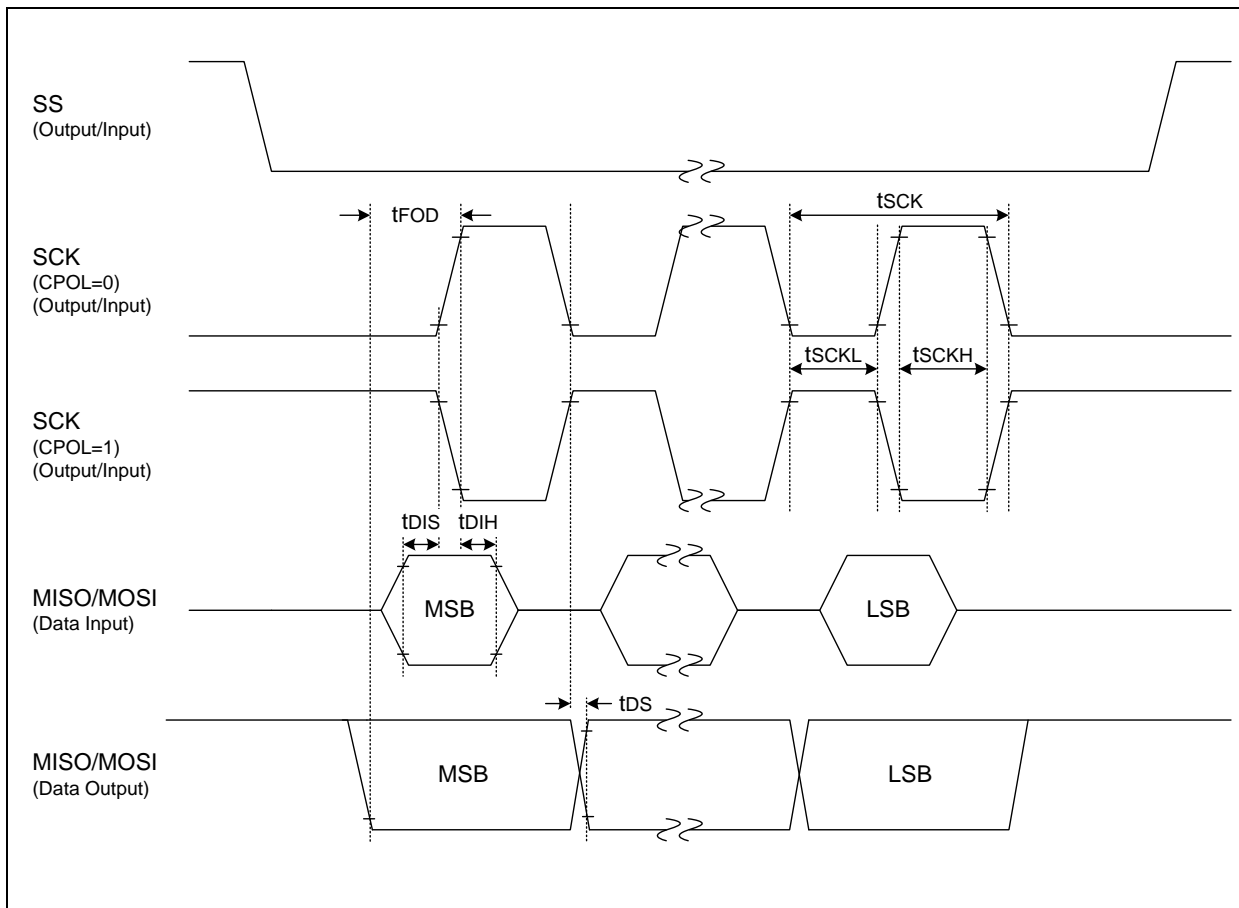 SS
(Output/Input)
tFOD
tSCK
SCK
(CPOL=0)
(Output/Input)
tSCKL
tSCKH
SCK
(CPOL=1)
(Output/Input)
tDIS
tDIH
MISO/MOSI
(Data Input)
MSB
LSB
tDS
MISO/MOSI
(Data Output)
MSB
LSB